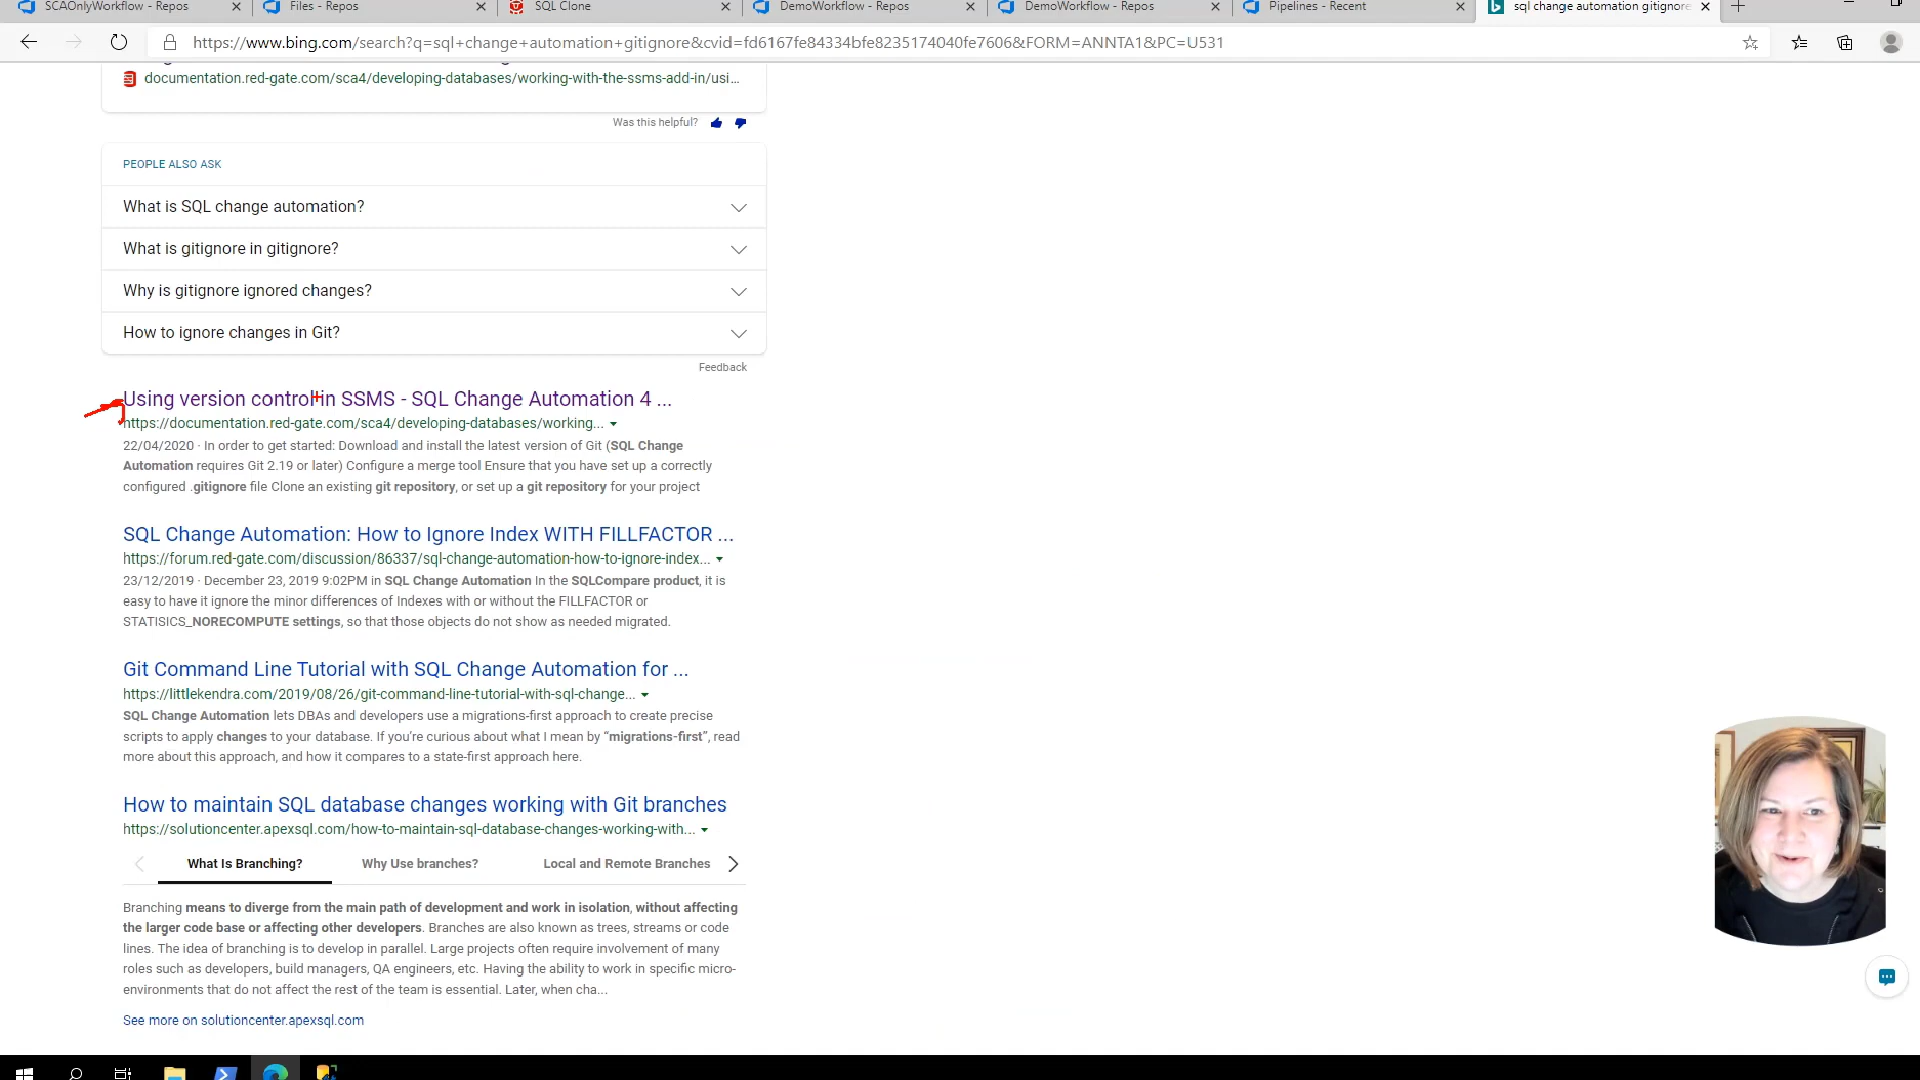 SCAOnlyWorkflow - Repos
Files - Repos
SQL Clone
DemoWorkflow - Repos
DemoWorkflow - Repos
Pipelines - Recent
sql change automation gitignore
https://www.bing.com/search?q=sql+change+automation+gitignore&cvid=fd6167fe84334bfe8235174040fe7606&FORM=ANNTA1&PC=U531
documentation.red-gate.com/sca4/developing-databases/working-with-the-ssms-add-in/usi...
Was this helpful?
PEOPLE ALSO ASK
What is SQL change automation?
What is gitignore in gitignore?
Why is gitignore ignored changes?
How to ignore changes in Git?
Feedback
Using version control in SSMS - SQL Change Automation 4 ...
https://documentation.red-gate.com/sca4/developing-databases/working...
22/04/2020 · In order to get started: Download and install the latest version of Git (SQL Change
Automation requires Git 2.19 or later) Configure a merge tool Ensure that you have set up a correctly
configured .gitignore file Clone an existing git repository, or set up a git repository for your project
SQL Change Automation: How to Ignore Index WITH FILLFACTOR ...
https://forum.red-gate.com/discussion/86337/sql-change-automation-how-to-ignore-index...
23/12/2019 · December 23, 2019 9:02PM in SQL Change Automation In the SQLCompare product, it is
easy to have it ignore the minor differences of Indexes with or without the FILLFACTOR or
STATISICS_NORECOMPUTE settings, so that those objects do not show as needed migrated.
Git Command Line Tutorial with SQL Change Automation for ...
https://littlekendra.com/2019/08/26/git-command-line-tutorial-with-sql-change...
SQL Change Automation lets DBAs and developers use a migrations-first approach to create precise
scripts to apply changes to your database. If you're curious about what I mean by “migrations-first”, read
more about this approach, and how it compares to a state-first approach here.
How to maintain SQL database changes working with Git branches
https://solutioncenter.apexsql.com/how-to-maintain-sql-database-changes-working-with...
What Is Branching?
Why Use branches?
Local and Remote Branches
Branching means to diverge from the main path of development and work in isolation, without affecting
the larger code base or affecting other developers. Branches are also known as trees, streams or code
lines. The idea of branching is to develop in parallel. Large projects often require involvement of many
roles such as developers, build managers, QA engineers, etc. Having the ability to work in specific micro-
environments that do not affect the rest of the team is essential. Later, when cha...
See more on solutioncenter.apexsql.com